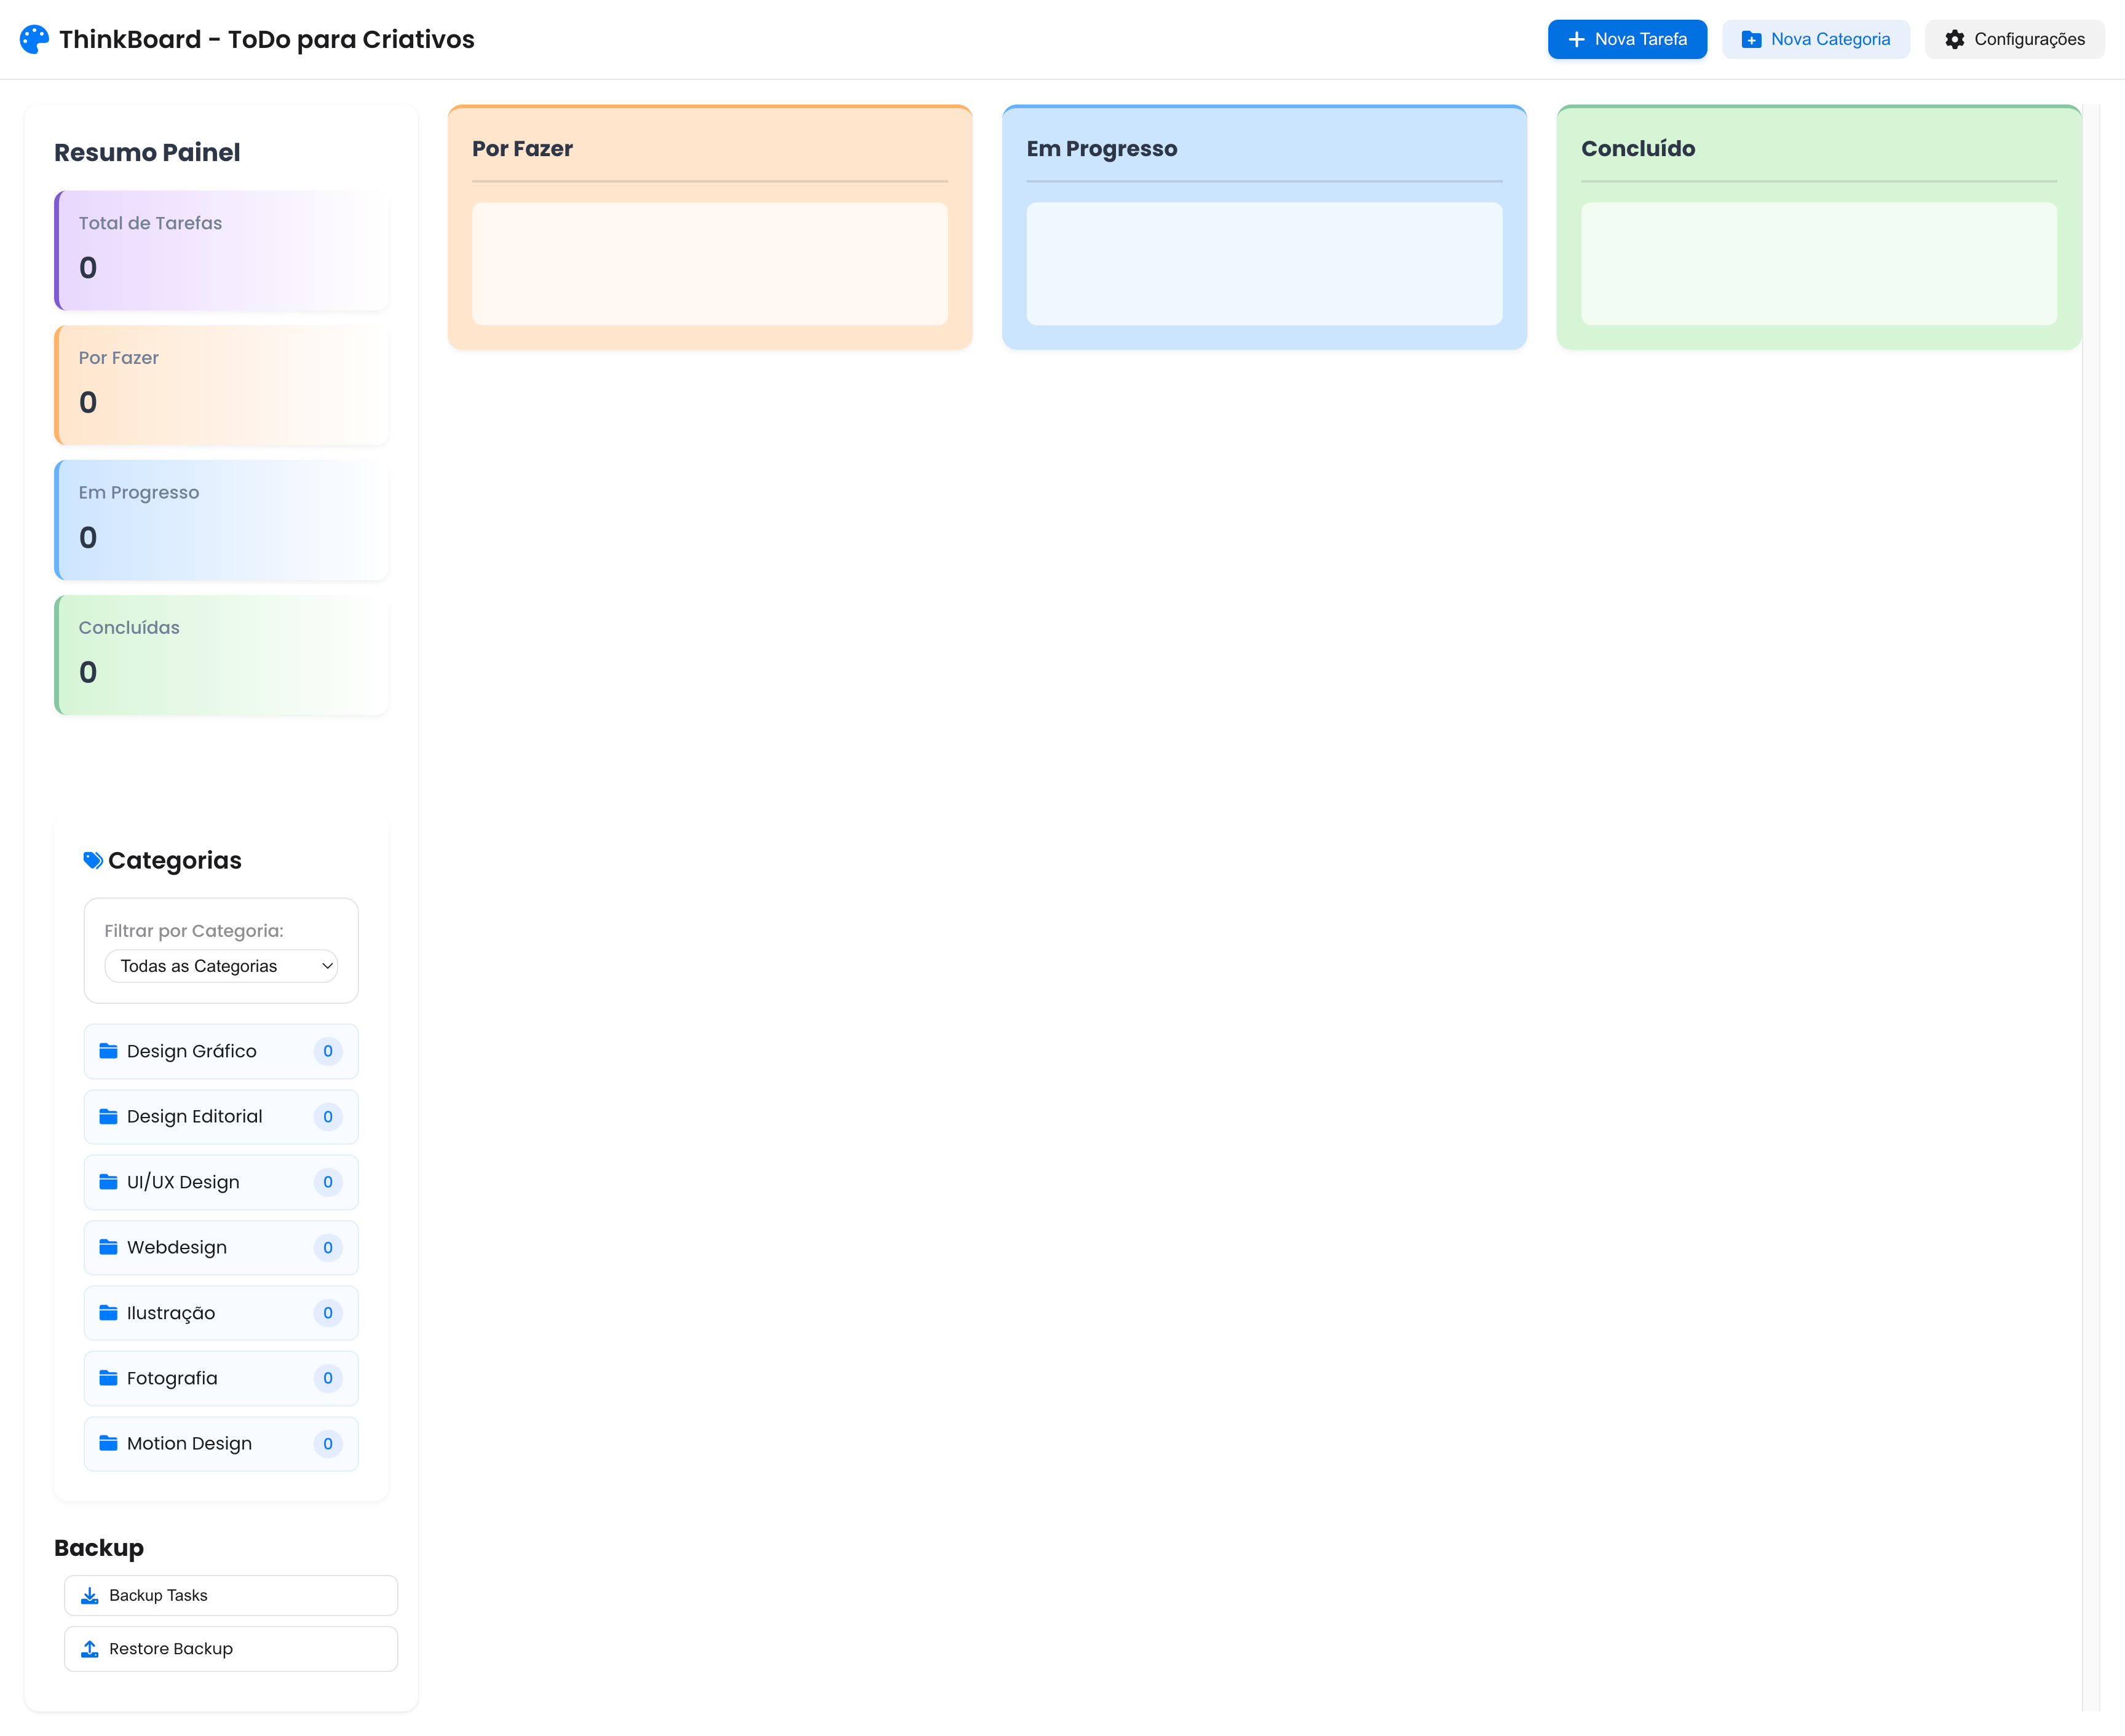 ThinkBoard - ToDo para Criativos
Nova Tarefa
Nova Categoria
Configurações
Resumo Painel
Total de Tarefas
0
Por Fazer
0
Em Progresso
0
Concluídas
0
Categorias
Filtrar por Categoria:
Todas as Categorias
Design Gráfico 0
Design Editorial 0
UI/UX Design 0
Webdesign 0
Ilustração 0
Fotografia 0
Motion Design 0
Backup
Backup Tasks
Restore Backup
Por Fazer
Em Progresso
Concluído